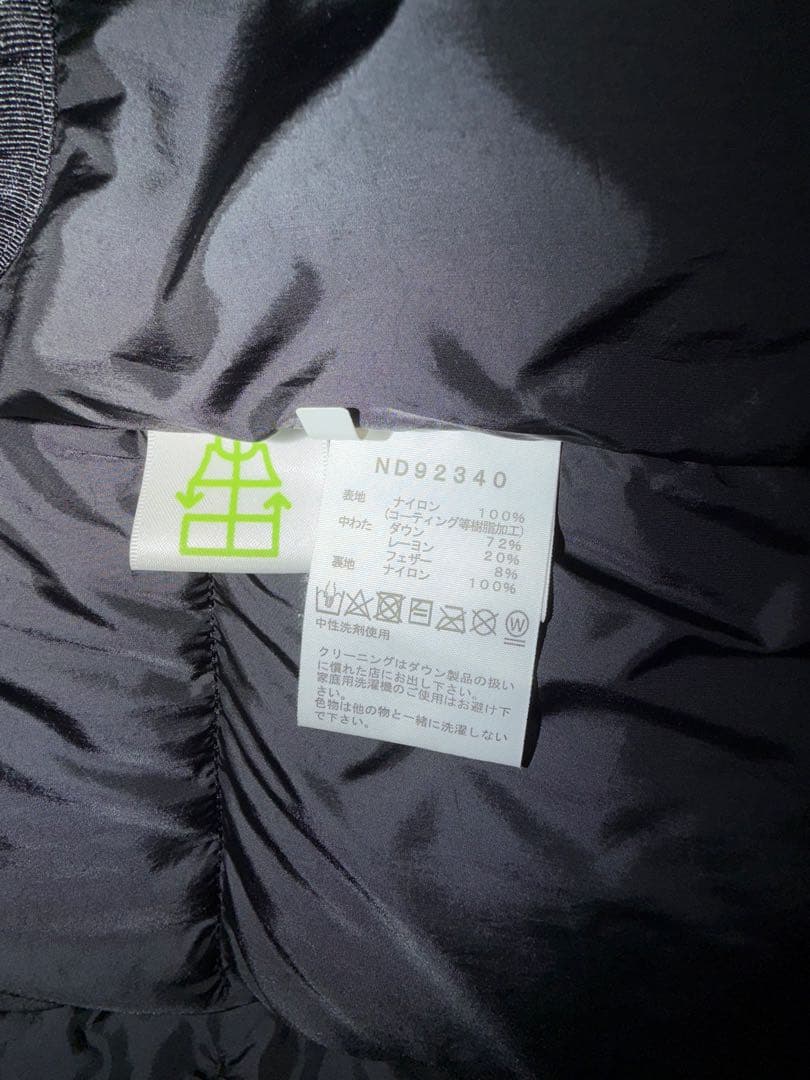 ND92340
表地 ナイロン 100%
(コーティング等樹脂加工)
中わた ダウン 72%
レーヨン 20%
フェザー 8%
裏地 ナイロン 100%
W
中性洗剤使用
クリーニングはダウン製品の扱い
に慣れた店にお出し下さい。
家庭用洗濯機のご使用はお避け下
さい。
色物は他の物と一緒に洗濯しない
で下さい。